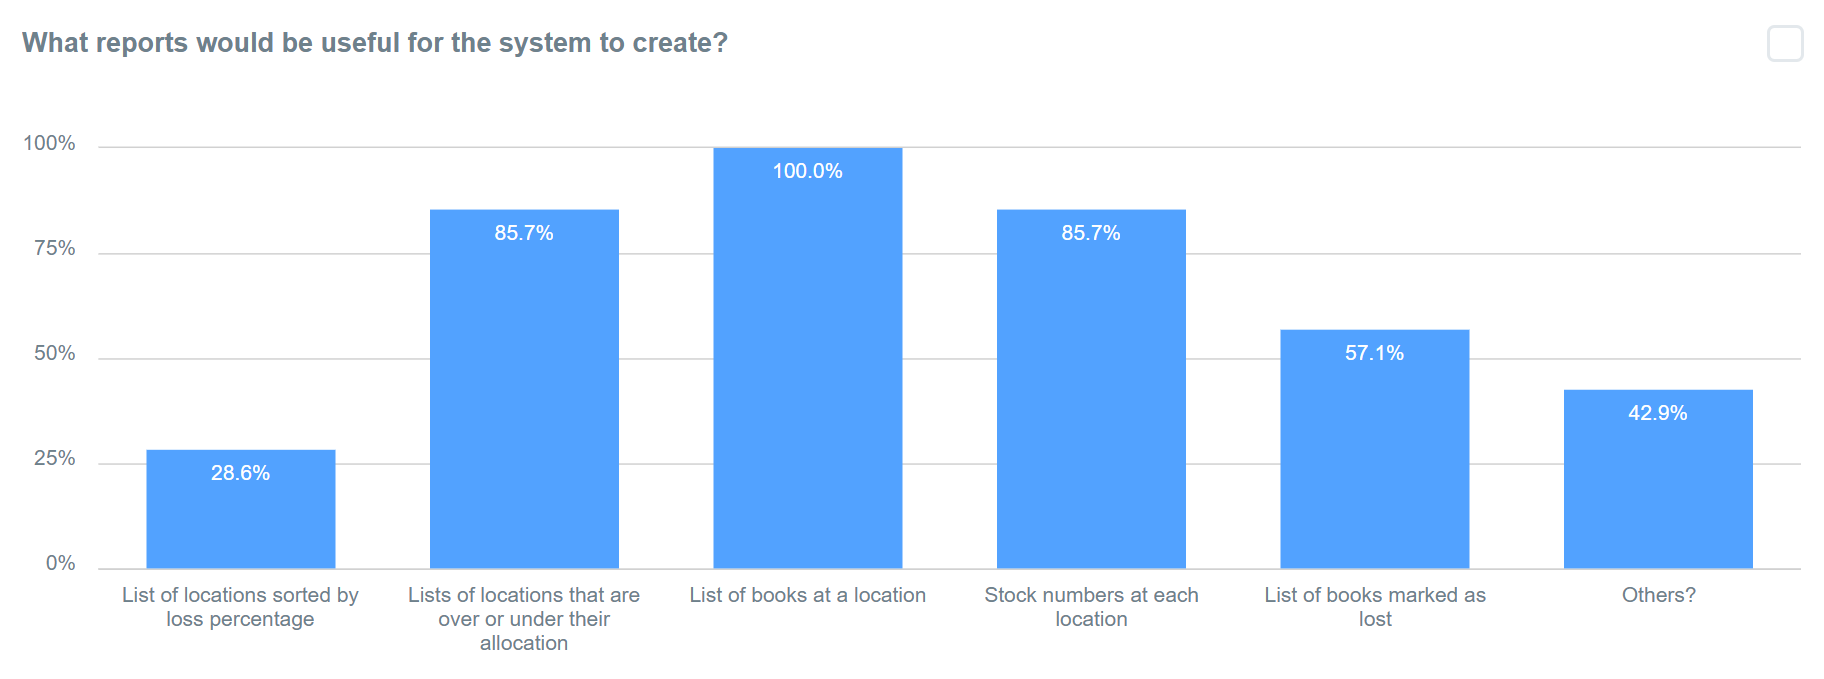 What reports would be useful for the system to create?
100%
75%
50%
25%
0%
28.6%
85.7%
100.0%
85.7%
57.1%
42.9%
List of locations sorted by
loss percentage
Lists of locations that are
over or under their
allocation
List of books at a location
Stock numbers at each
location
List of books marked as
lost
Others?